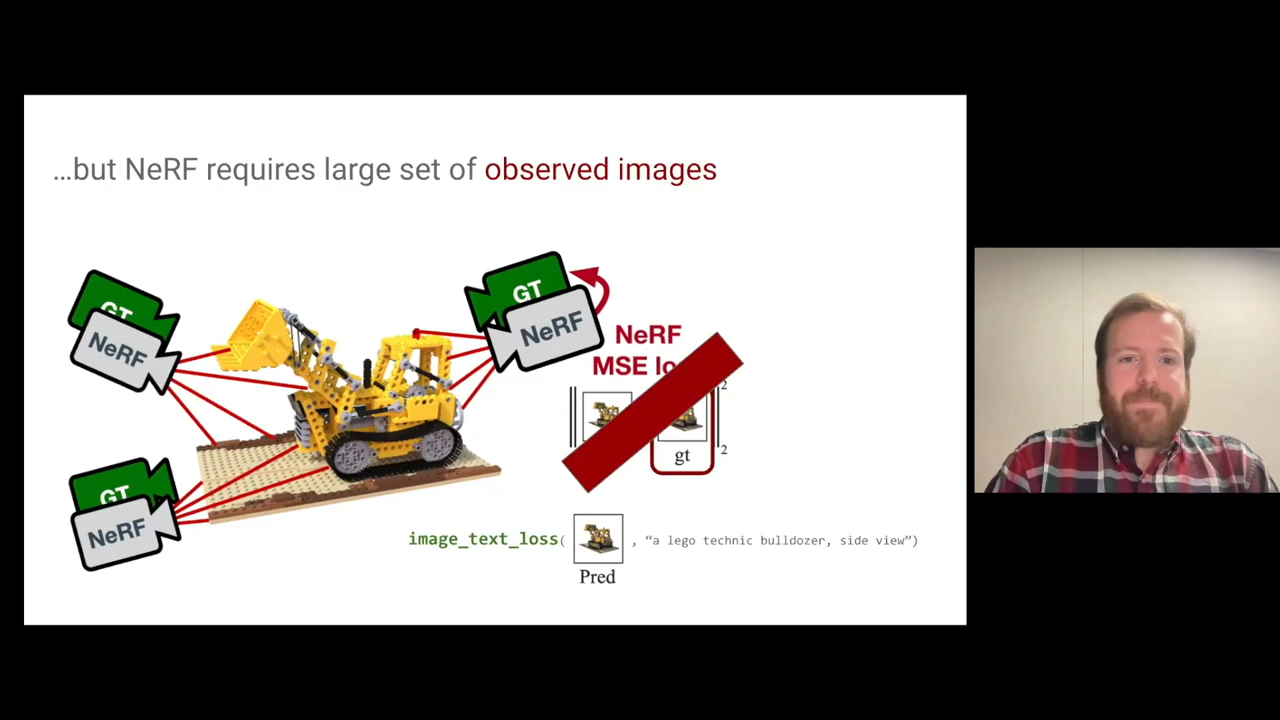 …but NeRF requires large set of observed images
GT
NeRF
GT
NeRF
NeRF
MSE lo
2
gt
2
GT
NeRF
image_text_loss( , “a lego technic bulldozer, side view”)
Pred